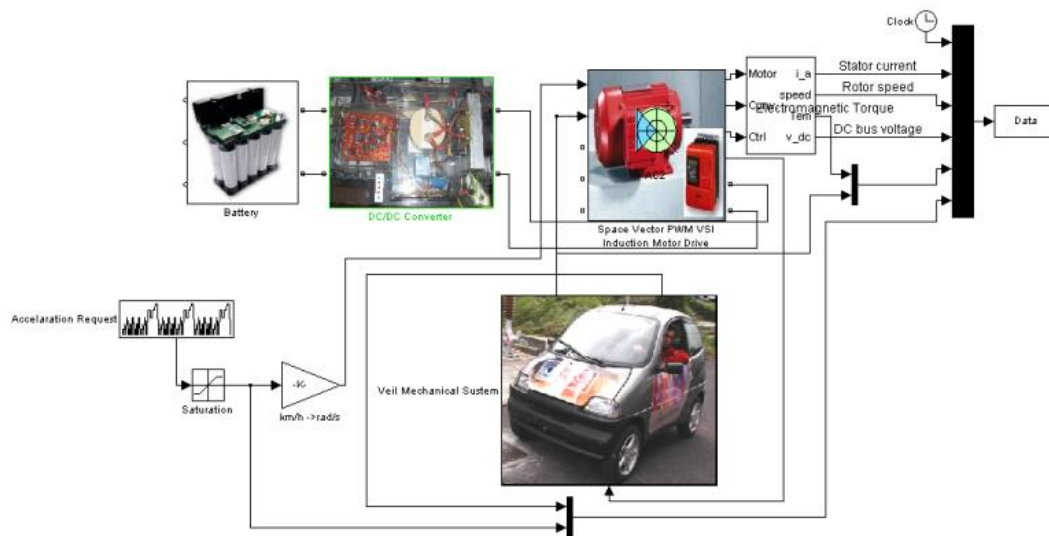 Clock
Motor
i_a
Stator current
speed
Rotor speed
Conv
Electromagnetic Torque
Tem
Ctrl
v_dc
DC bus voltage
Data
AC2
Battery
DC/DC Converter
Space Vector PWM VSI
Induction Motor Drive
Accelaration Request
Saturation
-K-
km/h ->rad/s
Veil Mechanical Sustem